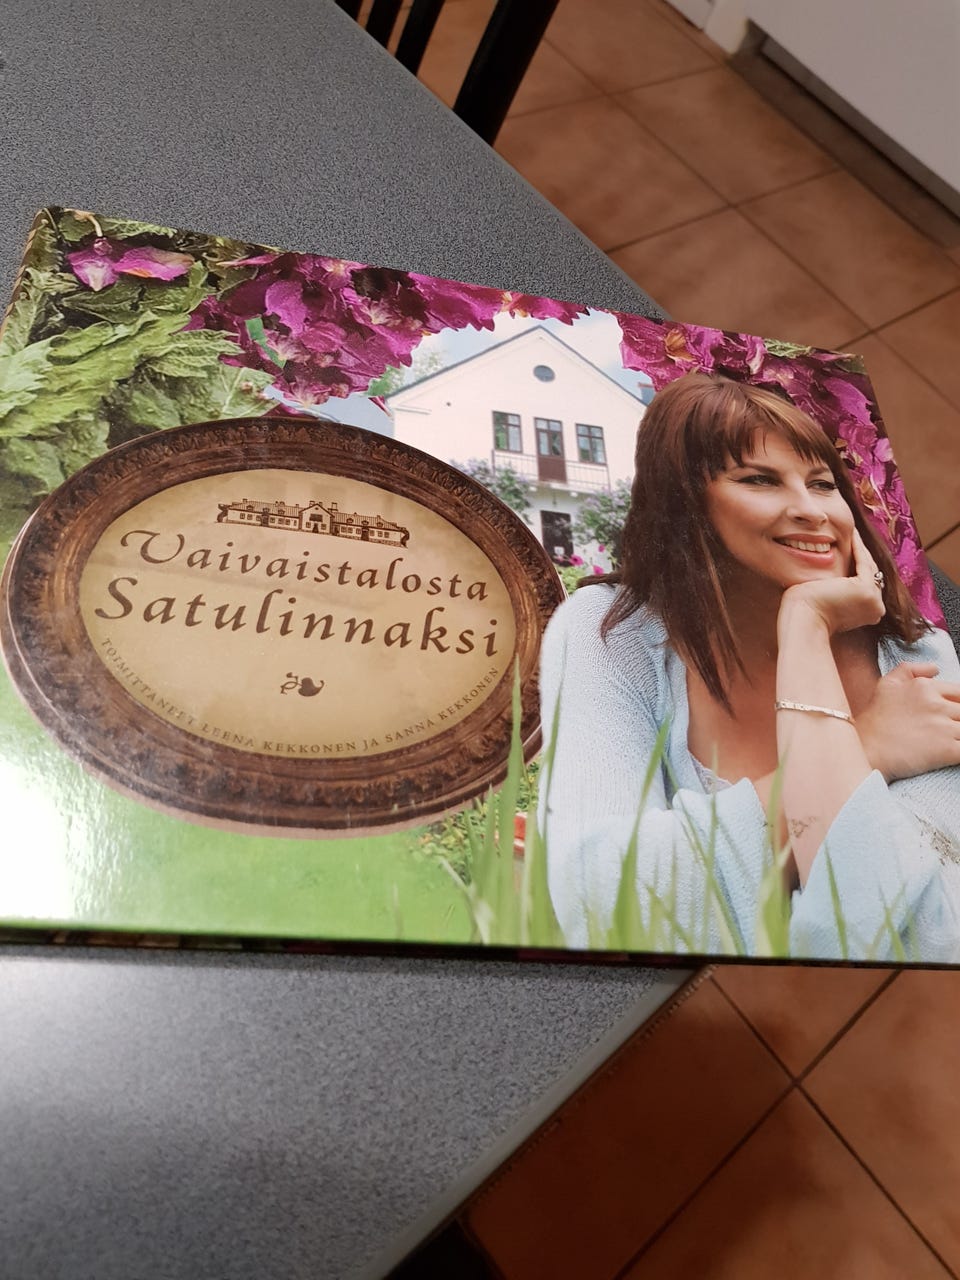 Vaivaistalosta
Satulinnaksi
TOIMITTANEET LEENA KEKKONEN JA SANNA KEKKONEN